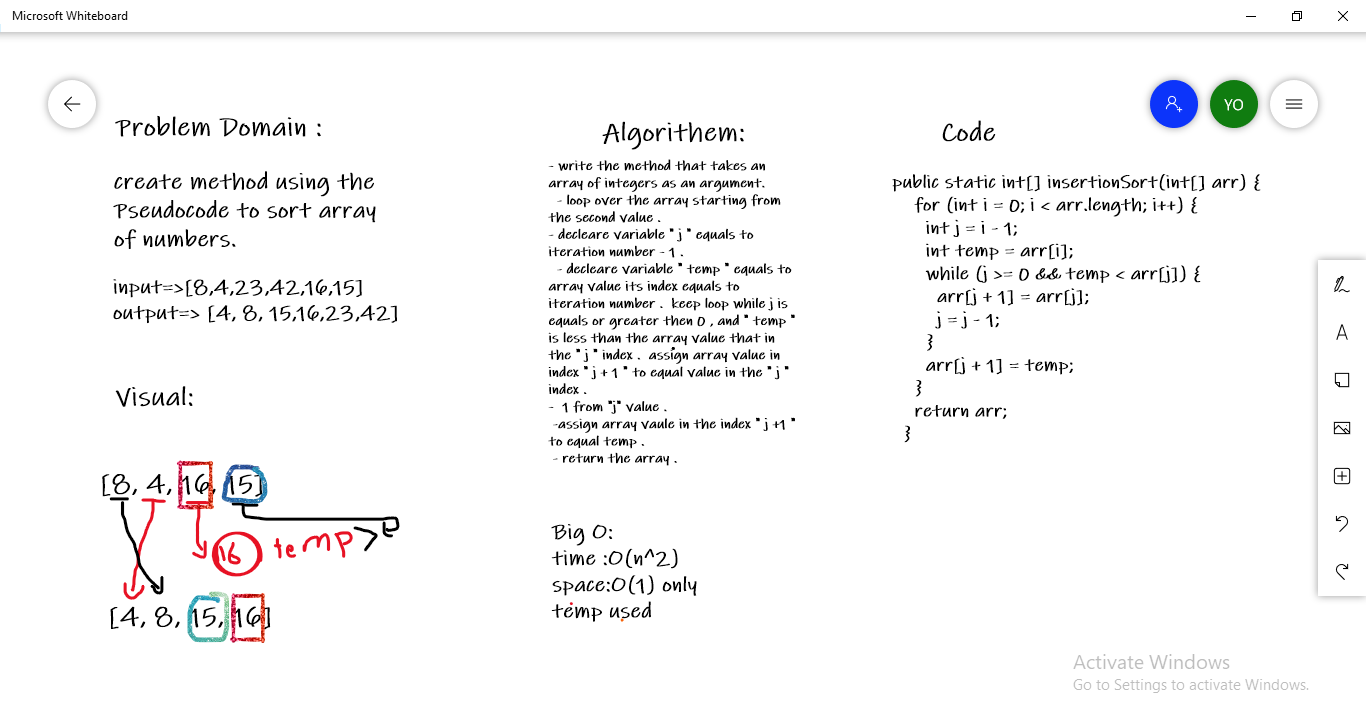 Microsoft Whiteboard
YO
Problem Domain :
create method using the
Pseudocode to sort array
of numbers.
input=>[8,4,23,42,16,15]
output=> [4, 8, 15,16,23,42]
Visual:
[8, 4, 16, 15]
16 temp
[4, 8, 15, 16]
Algorithem:
- write the method that takes an
array of integers as an argument.
- loop over the array starting from
the second value .
- decleare variable " j " equals to
iteration number - 1 .
- decleare variable " temp " equals to
array value its index equals to
iteration number . keep loop while j is
equals or greater then 0 , and " temp "
is less than the array value that in
the " j " index . assign array value in
index " j + 1 " to equal value in the " j "
index .
- 1 from "j" value .
-assign array vaule in the index " j +1 "
to equal temp .
- return the array .
Big O:
time :O(n^2)
space:O(1) only
temp used
Code
public static int[] insertionSort(int[] arr) {
for (int i = 0; i < arr.length; i++) {
int j = i - 1;
int temp = arr[i];
while (j >= 0 && temp < arr[j]) {
arr[j + 1] = arr[j];
j = j - 1;
}
arr[j + 1] = temp;
}
return arr;
}
A
Activate Windows
Go to Settings to activate Windows.